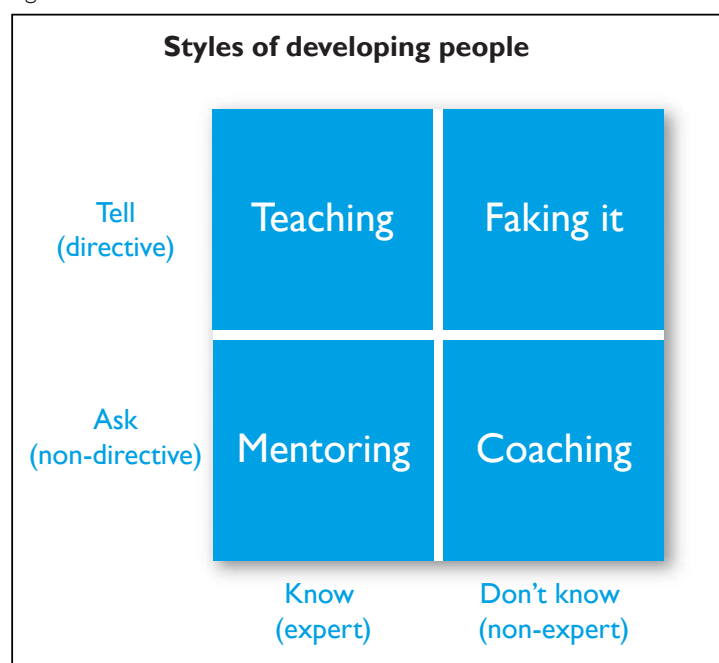 Styles of developing people
Tell
(directive)
Teaching
Faking it
Ask
(non-directive)
Mentoring
Coaching
Know
(expert)
Don't know
(non-expert)